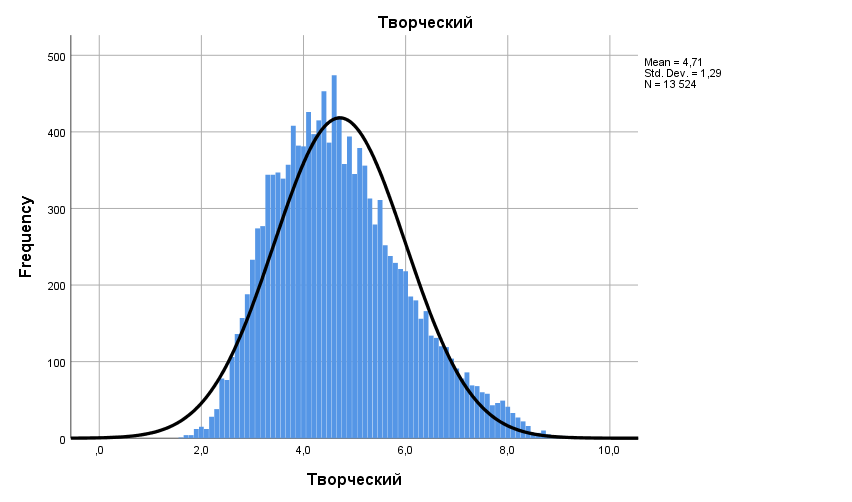 Творческий
Mean = 4,71
Std. Dev. = 1,29
N = 13 524
500
400
300
200
100
0
Frequency
,0
2,0
4,0
6,0
8,0
10,0
Творческий